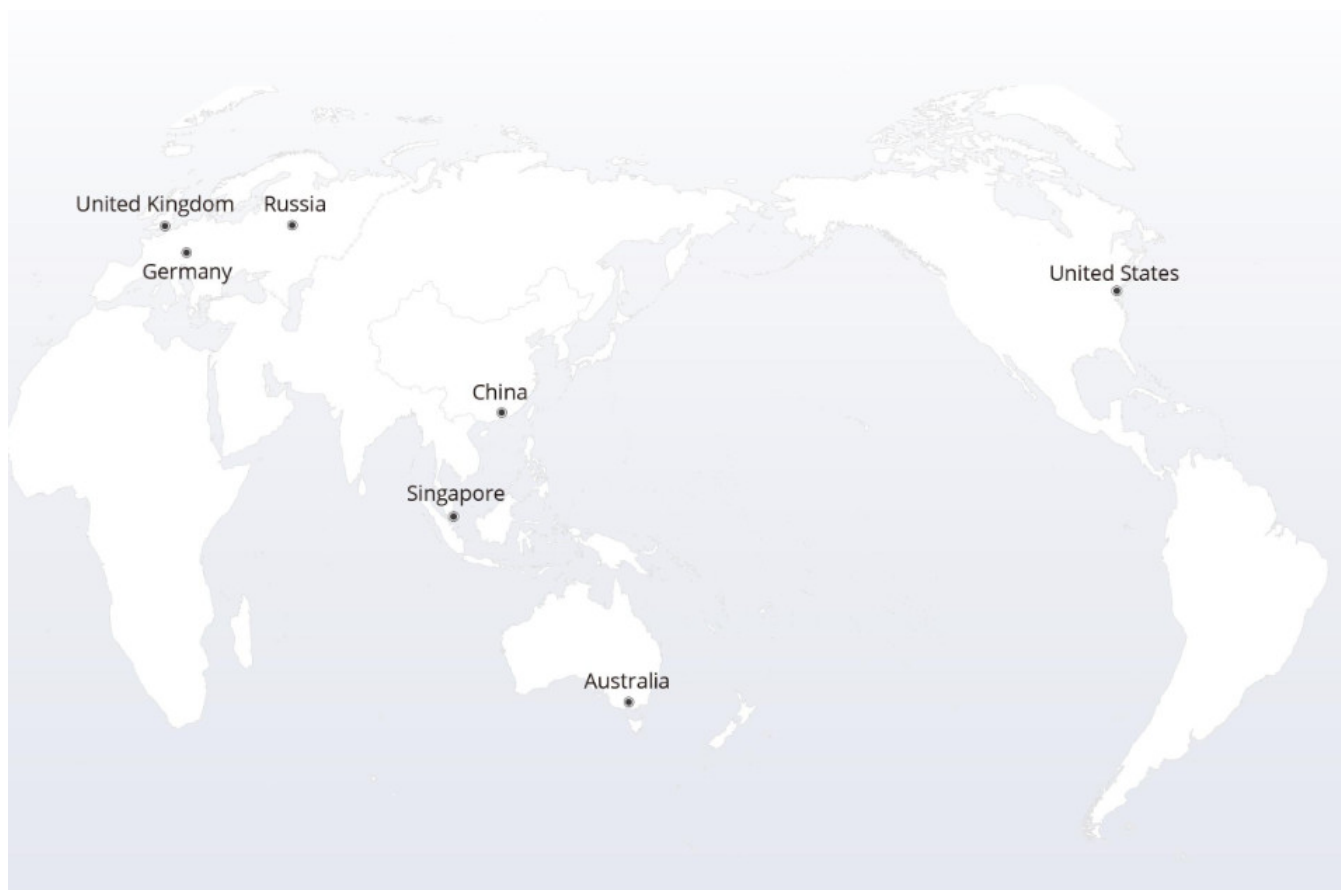 United Kingdom
Russia
Germany
United States
China
Singapore
Australia